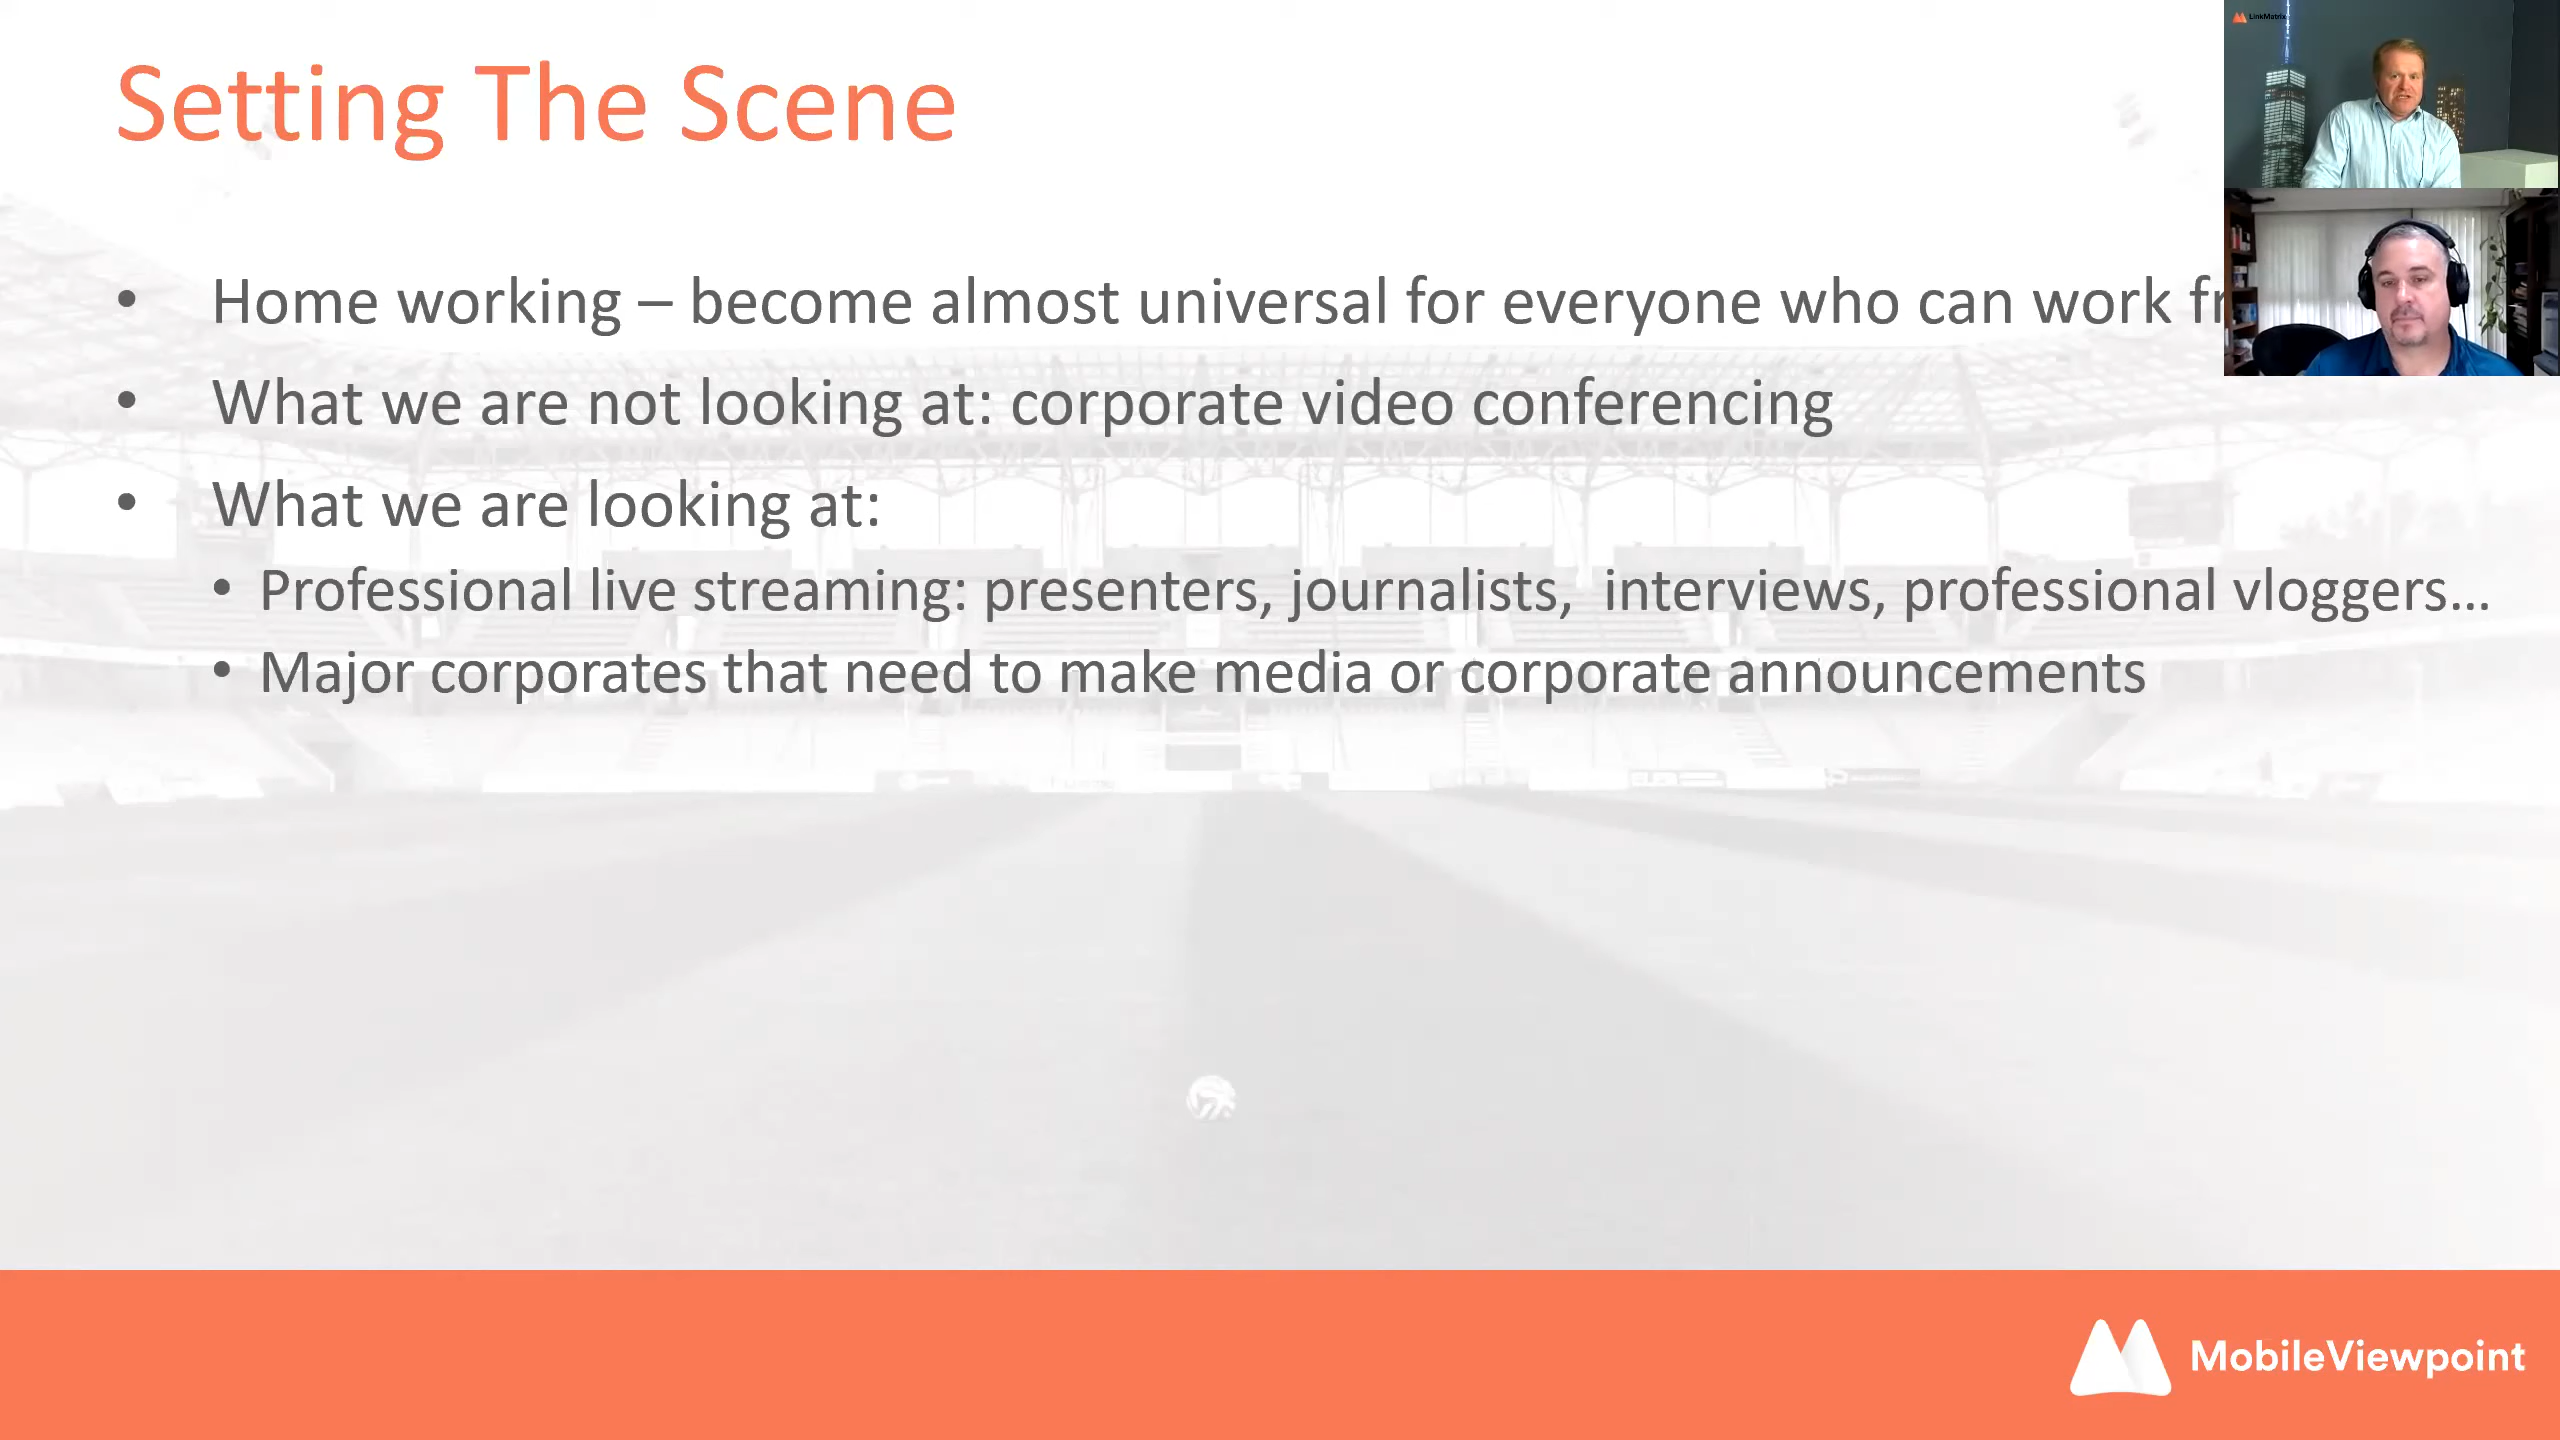 LinkMatrix
Setting The Scene
• Home working – become almost universal for everyone who can work fr
• What we are not looking at: corporate video conferencing
• What we are looking at:
• Professional live streaming: presenters, journalists, interviews, professional vloggers...
• Major corporates that need to make media or corporate announcements
MobileViewpoint